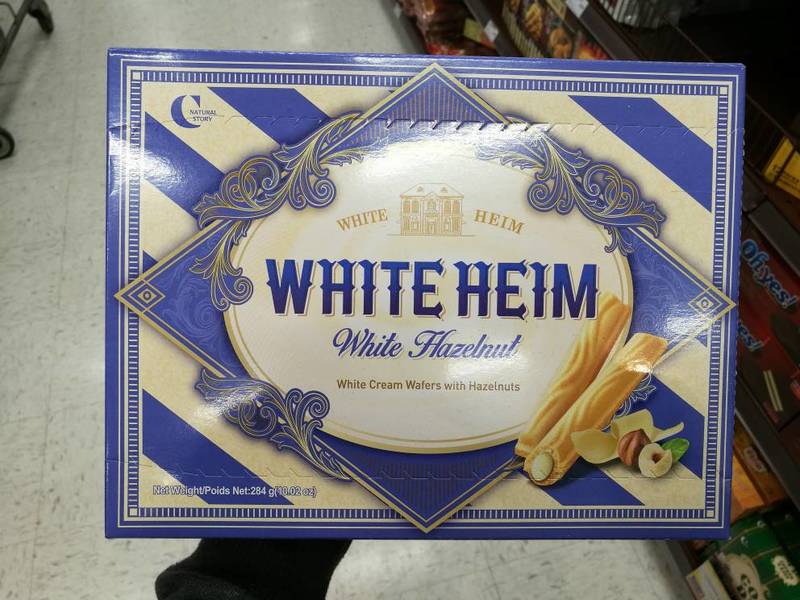 NATURAL
STORY
WHITE HEIM
WHITE HEIM
White Hazelnut
White Cream Wafers with Hazelnuts
Net Weight/Poids Net:284 g(10.02 oz)
Oh,yes!